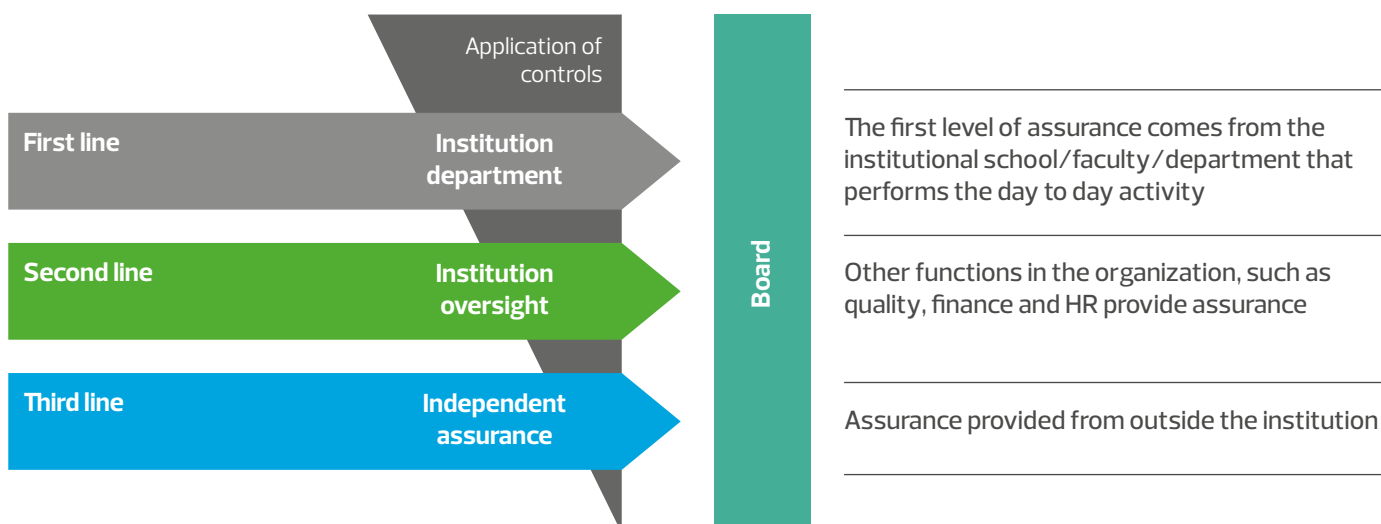 Application of
controls
First line
Institution
department
Second line
Institution
oversight
Third line
Independent
assurance
Board
The first level of assurance comes from the
institutional school/faculty/department that
performs the day to day activity
Other functions in the organization, such as
quality, finance and HR provide assurance
Assurance provided from outside the institution